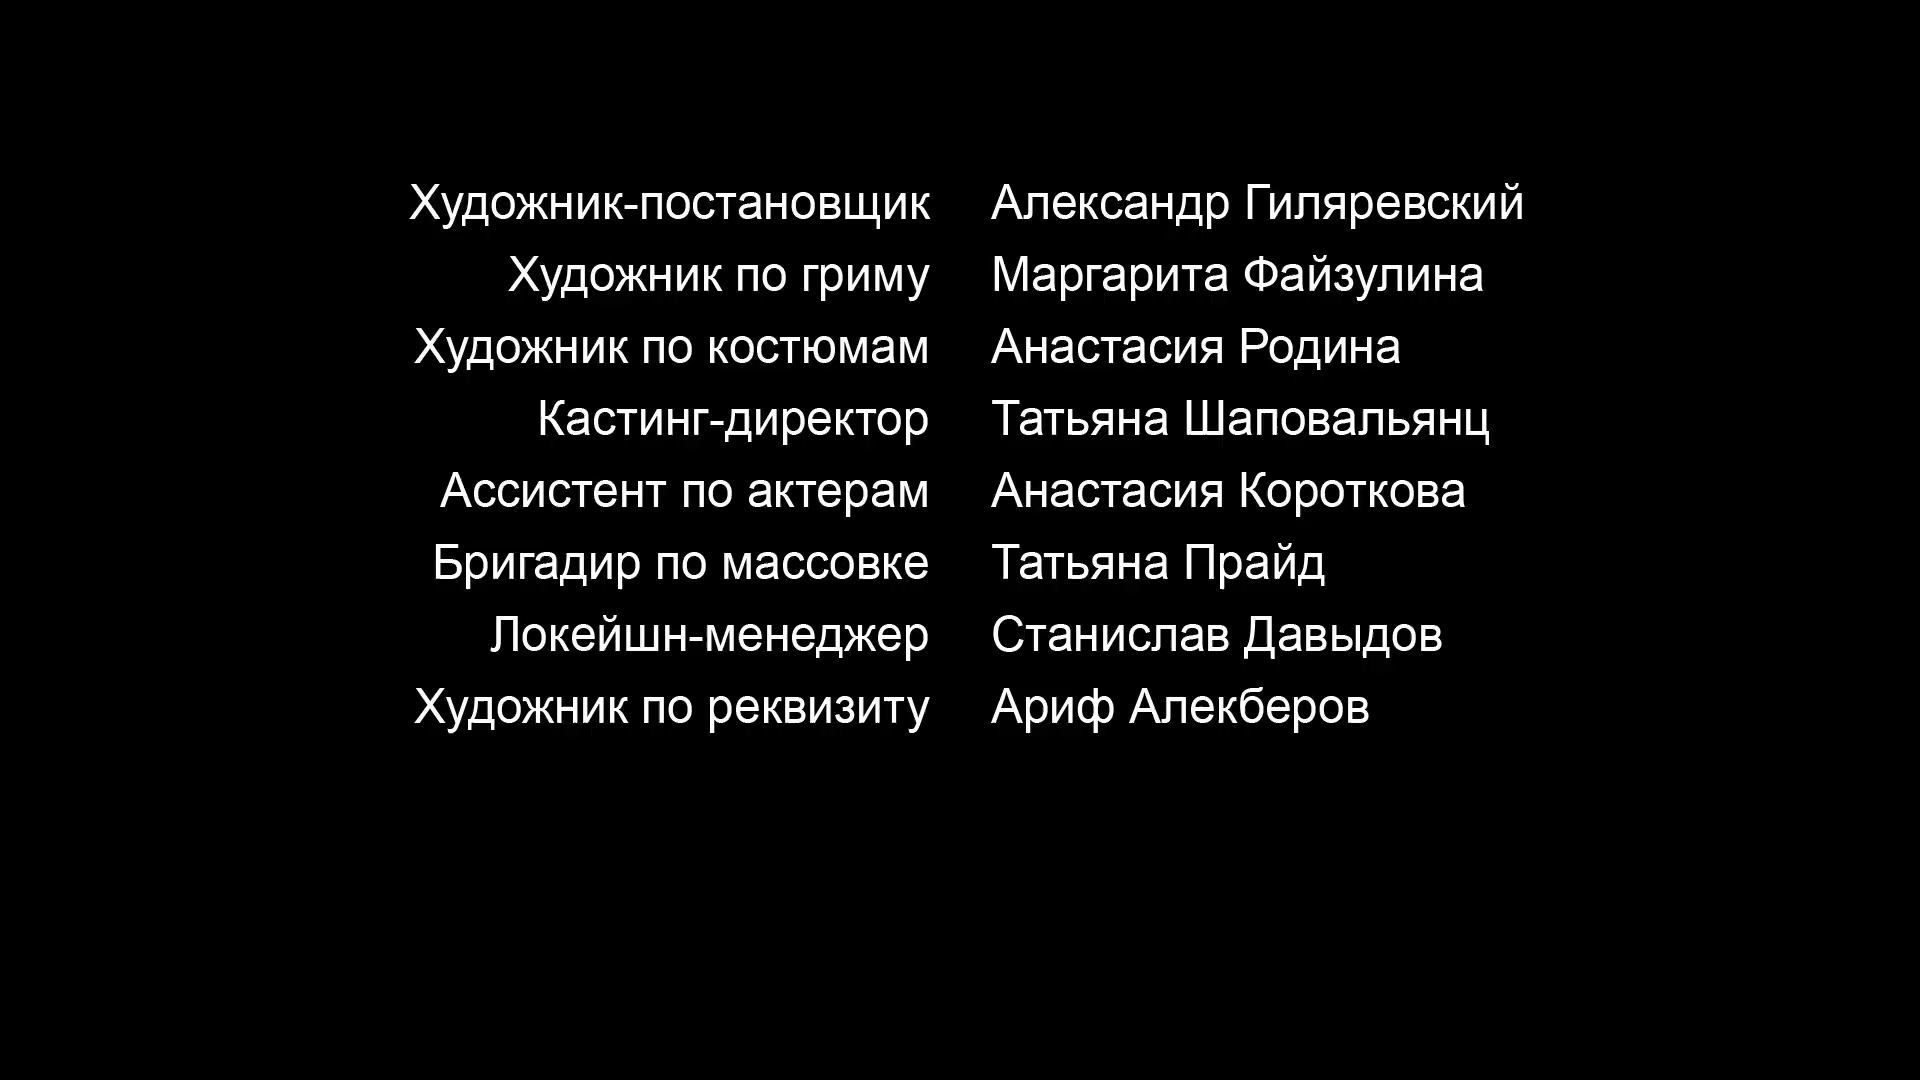 Художник-постановщик Александр Гиляревский
Художник по гриму Маргарита Файзулина
Художник по костюмам Анастасия Родина
Кастинг-директор Татьяна Шаповальянц
Ассистент по актерам Анастасия Короткова
Бригадир по массовке Татьяна Прайд
Локейшн-менеджер Станислав Давыдов
Художник по реквизиту Ариф Алекберов